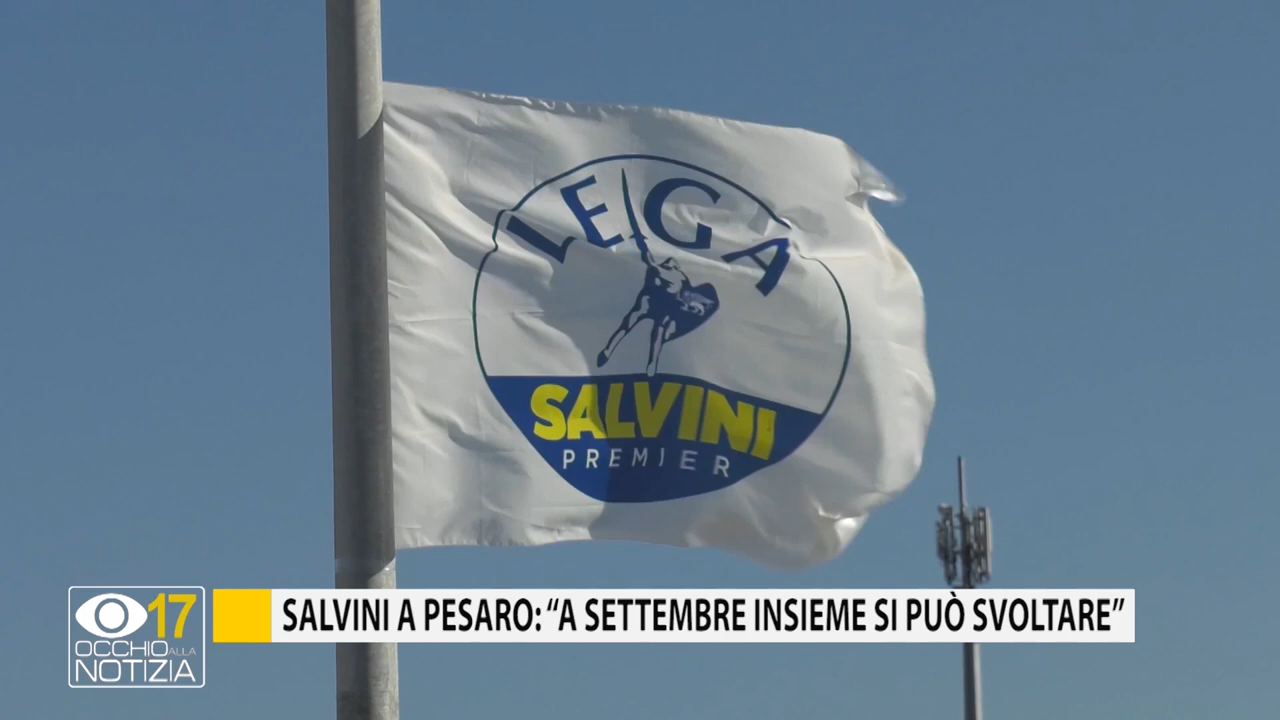 LEGA
SALVINI
PREMIER
17
OCCHIO ALLA
NOTIZIA
SALVINI A PESARO: “A SETTEMBRE INSIEME SI PUÒ SVOLTARE”